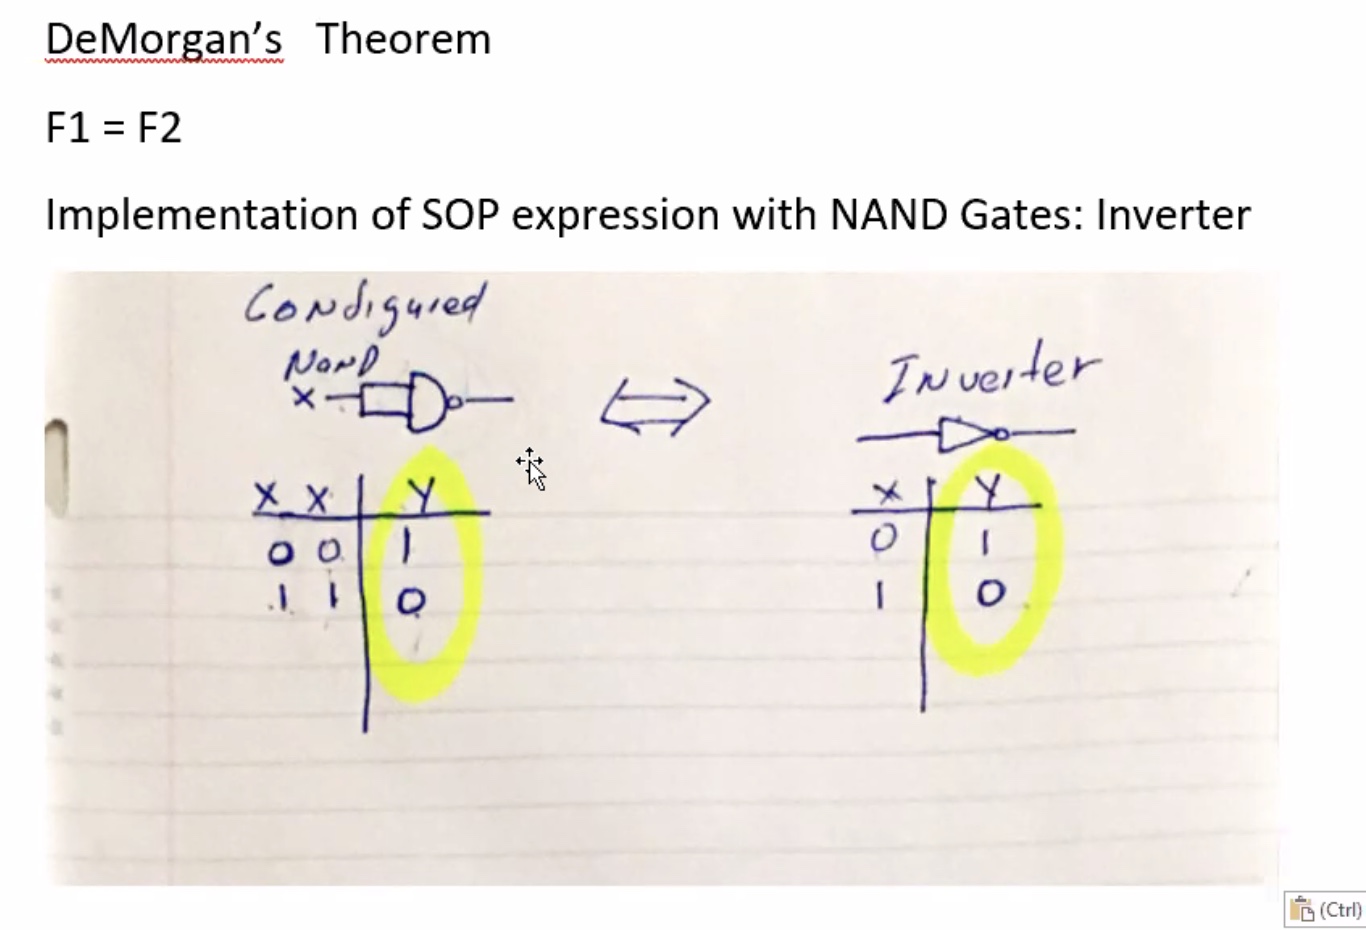 DeMorgan's Theorem
F1 = F2
Implementation of SOP expression with NAND Gates: Inverter
Condigured
NAND
X
Inverter
X X Y
0 0 1
1 1 0
X Y
0 1
1 0
(Ctrl)